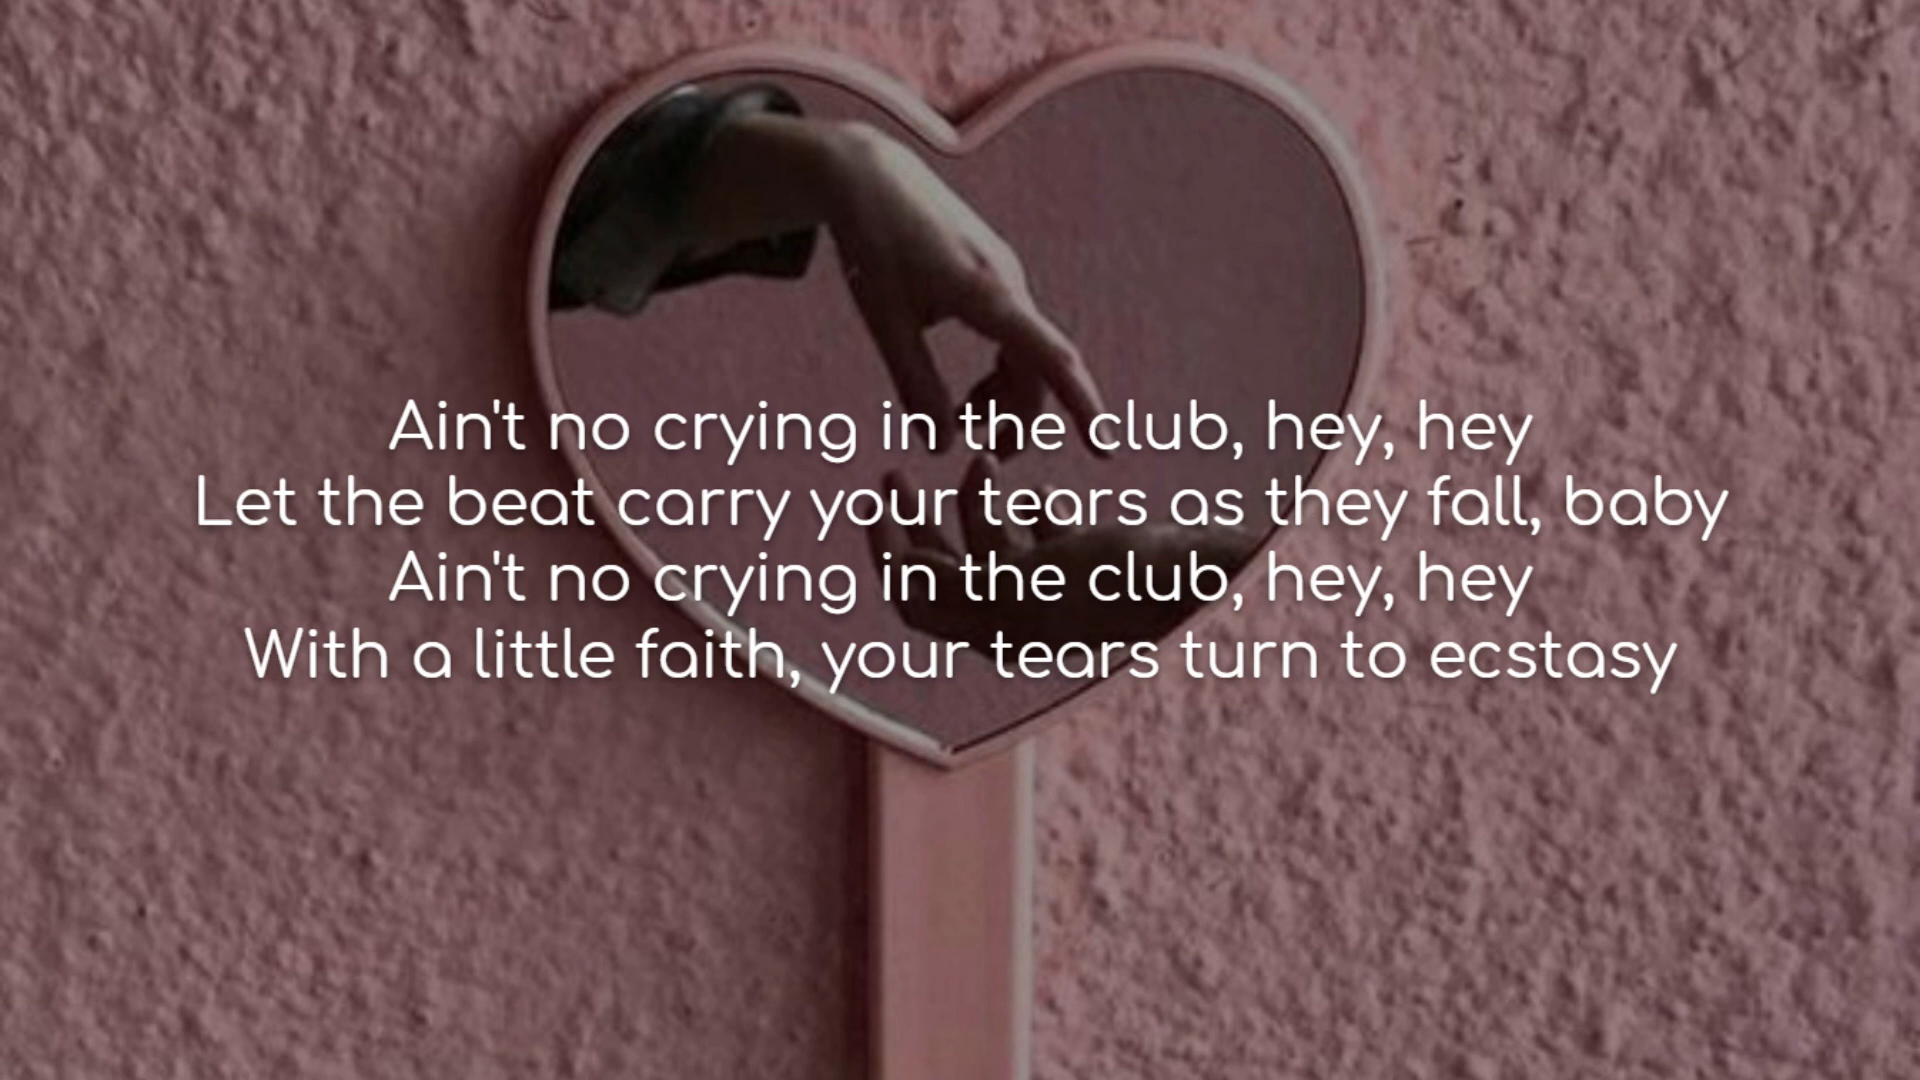 Ain't no crying in the club, hey, hey
Let the beat carry your tears as they fall, baby
Ain't no crying in the club, hey, hey
With a little faith, your tears turn to ecstasy